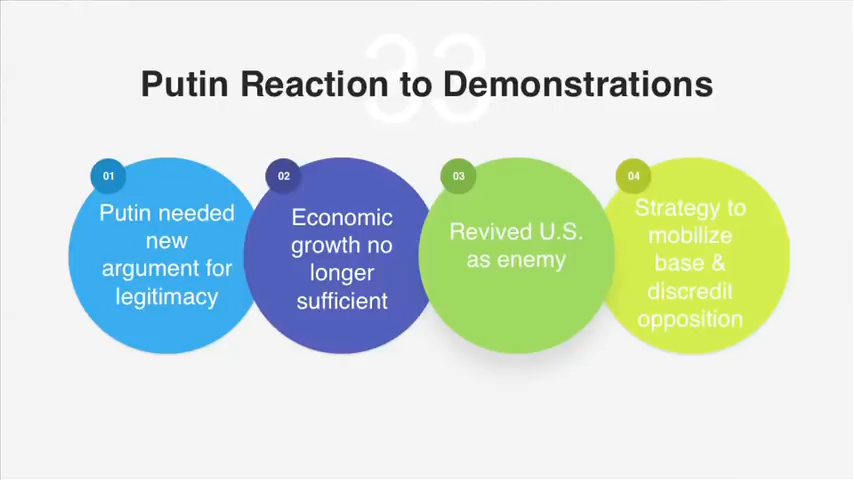 33
Putin Reaction to Demonstrations
01
Putin needed
new
argument for
legitimacy
02
Economic
growth no
longer
sufficient
03
Revived U.S.
as enemy
04
Strategy to
mobilize
base &
discredit
opposition